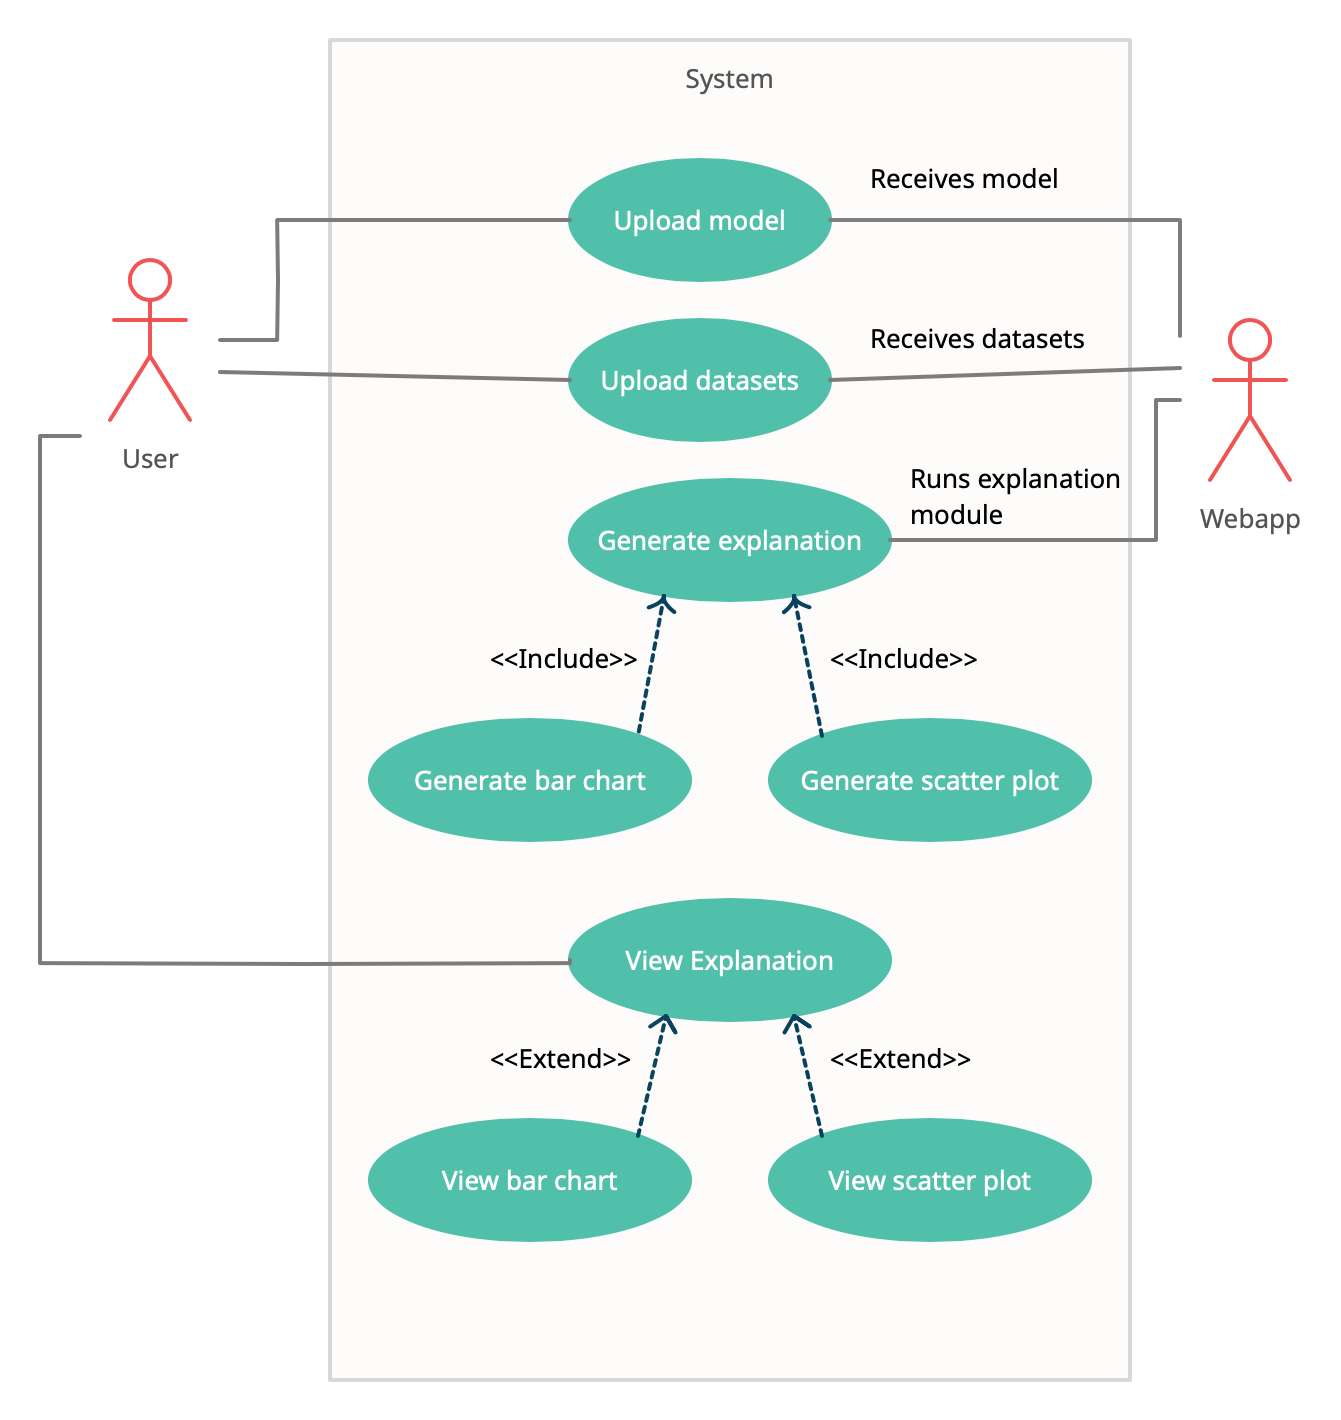 System
Receives model
Upload model
Receives datasets
Upload datasets
User
Runs explanation
module
Webapp
Generate explanation
<<Include>>
<<Include>>
Generate bar chart
Generate scatter plot
View Explanation
<<Extend>>
<<Extend>>
View bar chart
View scatter plot